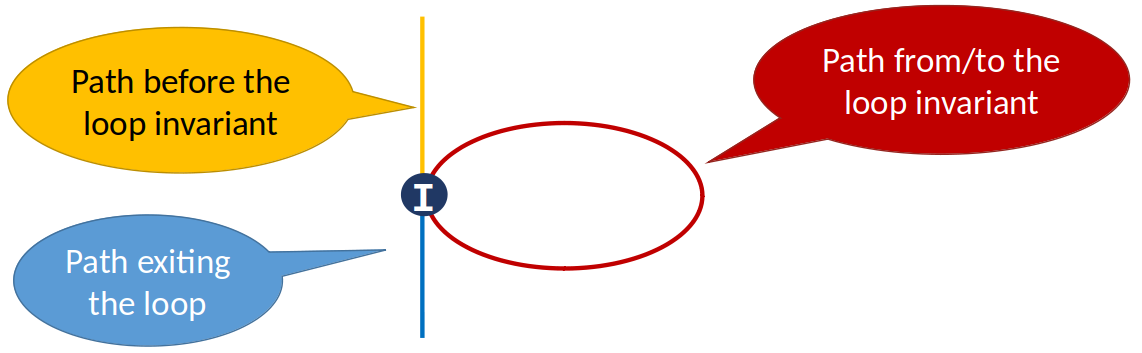 Path before the
loop invariant
Path from/to the
loop invariant
I
Path exiting
the loop